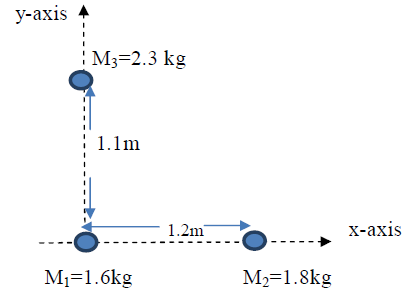 y-axis
M₃=2.3 kg
1.1m
1.2m
x-axis
M₁=1.6kg
M₂=1.8kg